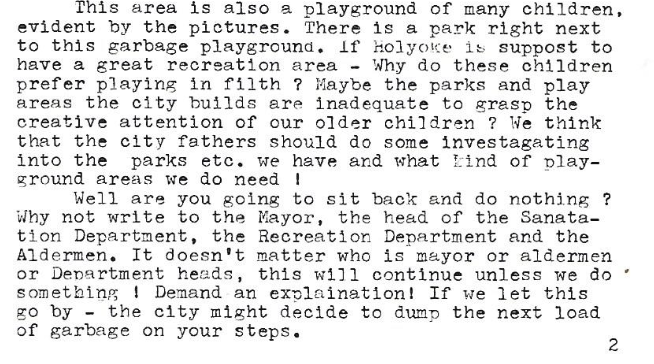 This area is also a playground of many children,
evident by the pictures. There is a park right next
to this garbage playground. If Holyoke is suppost to
have a great recreation area - Why do these children
prefer playing in filth ? Maybe the parks and play
areas the city builds are inadequate to grasp the
creative attention of our older children ? We think
that the city fathers should do some investagating
into the parks etc. we have and what kind of play-
ground areas we do need !
Well are you going to sit back and do nothing ?
Why not write to the Mayor, the head of the Sanata-
tion Department, the Recreation Department and the
Aldermen. It doesn't matter who is mayor or aldermen
or Department heads, this will continue unless we do
something ! Demand an explaination! If we let this
go by - the city might decide to dump the next load
of garbage on your steps.
2